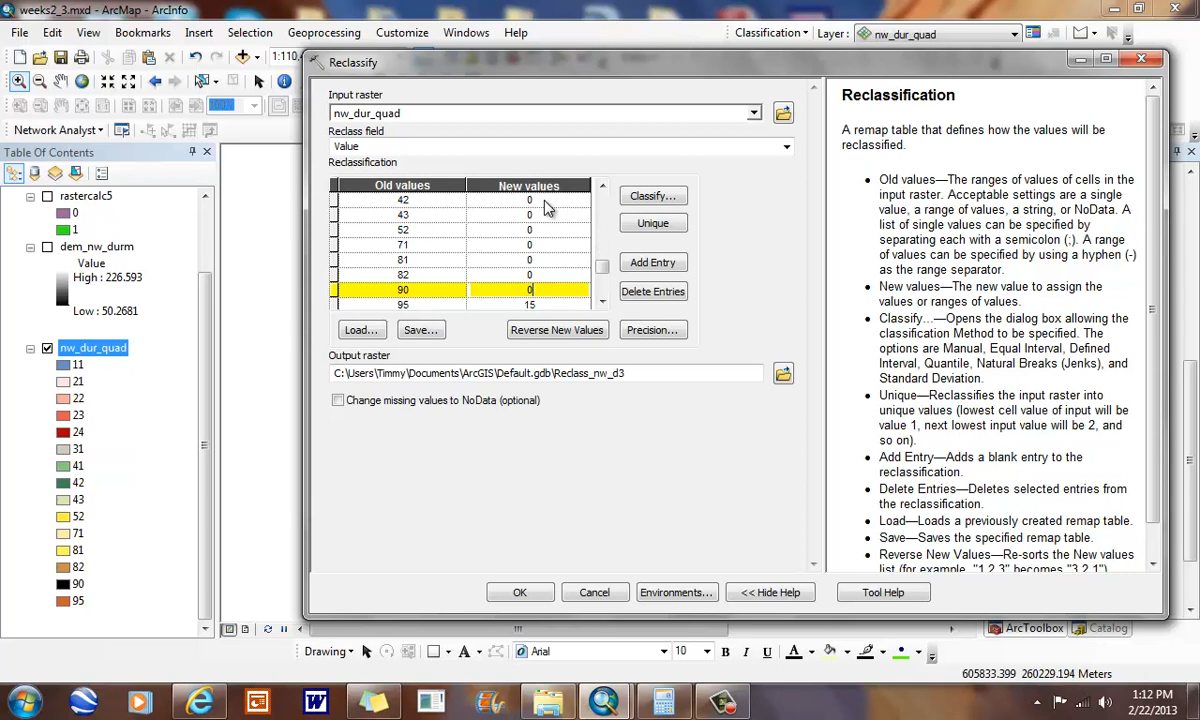 weeks2_3.mxd - ArcMap - ArcInfo
File Edit View Bookmarks Insert Selection Geoprocessing Customize Windows Help
Classification Layer: nw_dur_quad
1:110,
100%
Network Analyst
Table Of Contents
rastercalc5
0
1
dem_nw_durm
Value
High : 226.593
Low : 50.2681
nw_dur_quad
11
21
22
23
24
31
41
42
43
52
71
81
82
90
95
Reclassify
Input raster
nw_dur_quad
Reclass field
Value
Reclassification
Old values New values
42 0
43 0
52 0
71 0
81 0
82 0
90 0
95 15
Classify...
Unique
Add Entry
Delete Entries
Load... Save... Reverse New Values Precision...
Output raster
C:\Users\Timmy\Documents\ArcGIS\Default.gdb\Reclass_nw_d3
Change missing values to NoData (optional)
OK Cancel Environments... << Hide Help Tool Help
Reclassification
A remap table that defines how the values will be
reclassified.
• Old values—The ranges of values of cells in the
input raster. Acceptable settings are a single
value, a range of values, a string, or NoData. A
list of single values can be specified by
separating each with a semicolon (;). A range
of values can be specified by using a hyphen (-)
as the range separator.
• New values—The new value to assign the
values or ranges of values.
• Classify...—Opens the dialog box allowing the
classification Method to be specified. The
options are Manual, Equal Interval, Defined
Interval, Quantile, Natural Breaks (Jenks), and
Standard Deviation.
• Unique—Reclassifies the input raster into
unique values (lowest cell value of input will be
value 1, next lowest input value will be 2, and
so on).
• Add Entry—Adds a blank entry to the
reclassification.
• Delete Entries—Deletes selected entries from
the reclassification.
• Load—Loads a previously created remap table.
• Save—Saves the specified remap table.
• Reverse New Values—Re-sorts the New values
list (for example, "1 2 3" becomes "3 2 1")
ArcToolbox Catalog
Drawing A Arial 10 B I U A
605833.399 260229.194 Meters
1:12 PM
2/22/2013